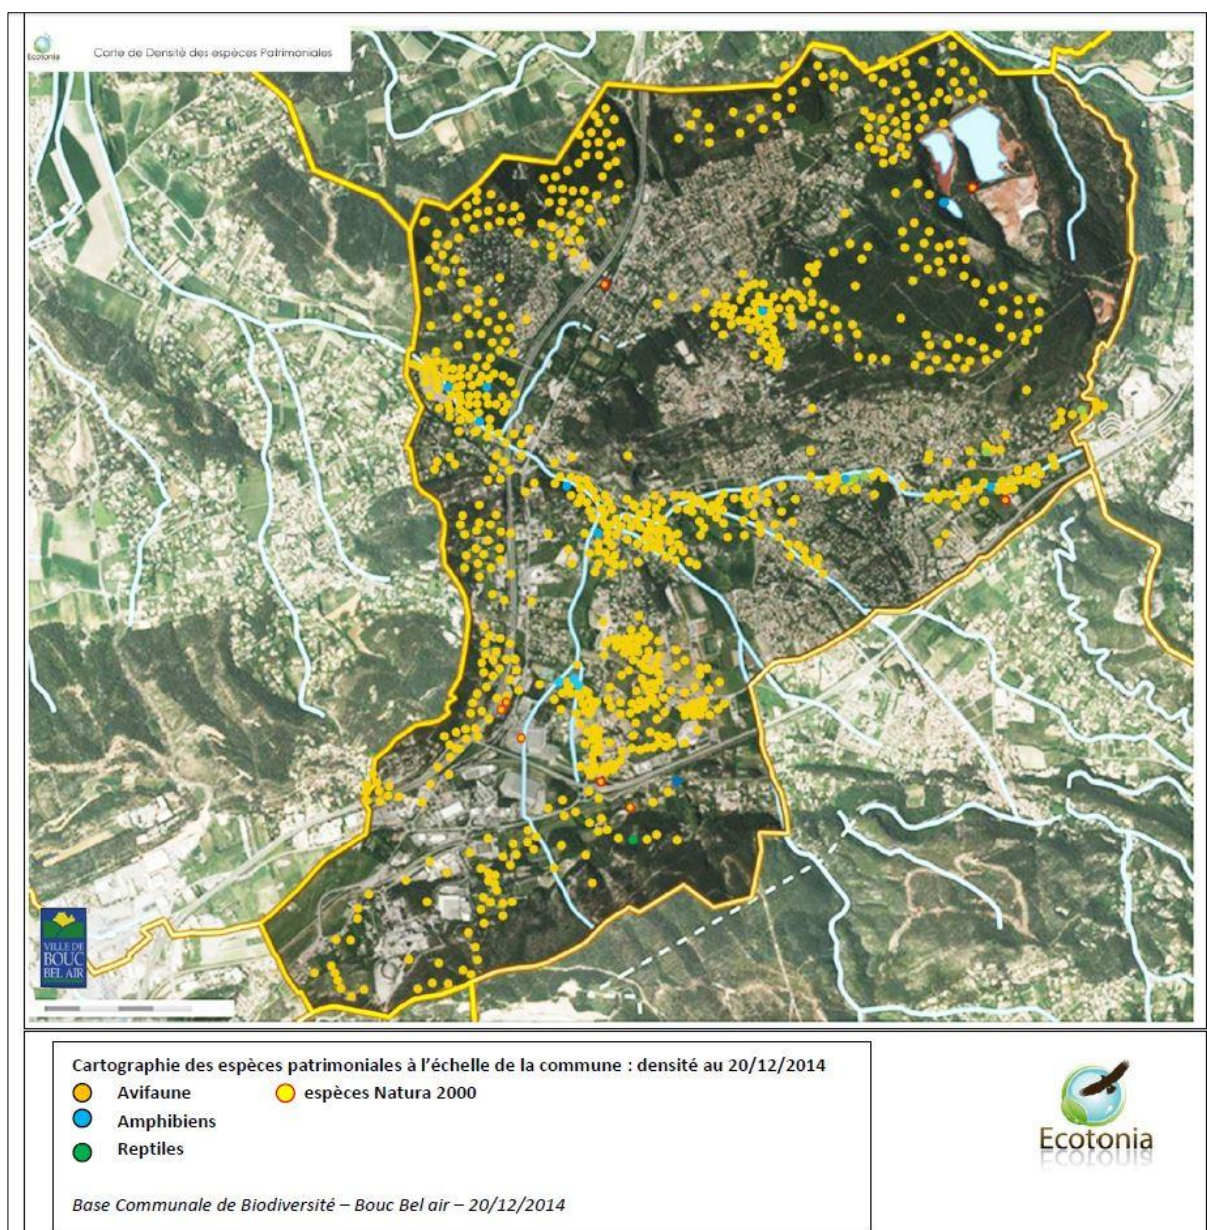 Ecotonia
Carte de Densité des espèces Patrimoniales
VILLE DE
BOUC
BEL AIR
Cartographie des espèces patrimoniales à l'échelle de la commune : densité au 20/12/2014
Avifaune
espèces Natura 2000
Amphibiens
Reptiles
Ecotonia
Base Communale de Biodiversité – Bouc Bel air – 20/12/2014